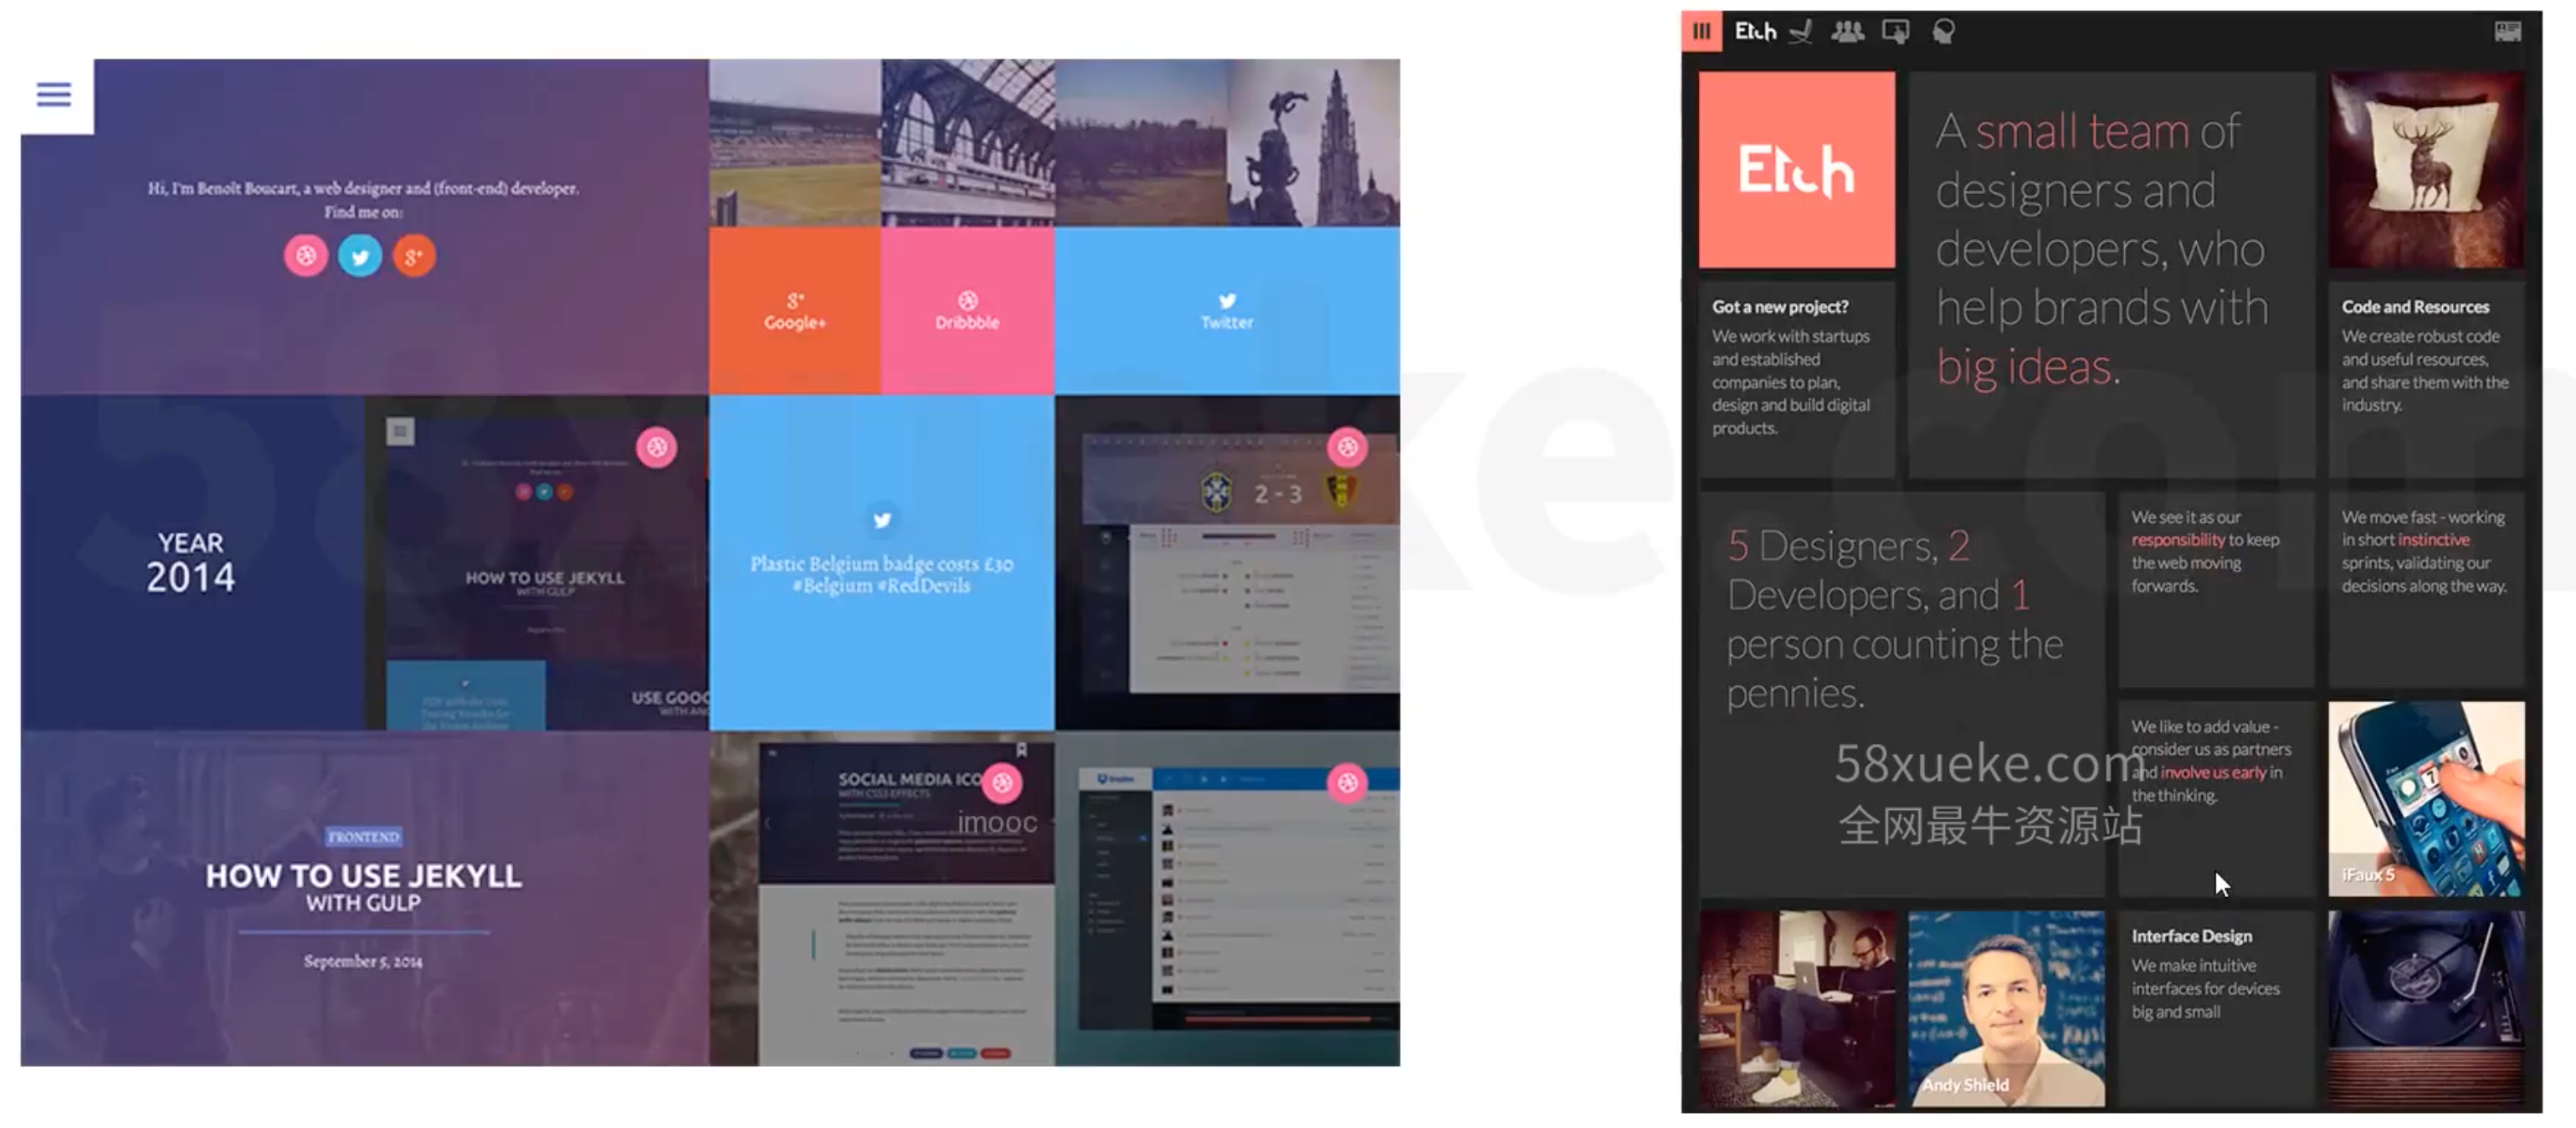 Hi, I'm Benoît Boucart, a web designer and (front-end) developer.
Find me on:
Google+
Dribbble
Twitter
YEAR
2014
HOW TO USE JEKYLL
WITH GULP
USE GOOG
WITH ANG
Plastic Belgium badge costs £30
#Belgium #RedDevils
2 - 3
FRONTEND
HOW TO USE JEKYLL
WITH GULP
September 5, 2014
SOCIAL MEDIA ICO
WITH CSS3 EFFECTS
imooc
Etch
Etch
A small team of
designers and
developers, who
help brands with
big ideas.
Got a new project?
We work with startups
and established
companies to plan,
design and build digital
products.
Code and Resources
We create robust code
and useful resources,
and share them with the
industry.
5 Designers, 2
Developers, and 1
person counting the
pennies.
We see it as our
responsibility to keep
the web moving
forwards.
We move fast - working
in short instinctive
sprints, validating our
decisions along the way.
We like to add value -
consider us as partners
and involve us early in
the thinking.
58xueke.com
全网最牛资源站
iFaux 5
Andy Shield
Interface Design
We make intuitive
interfaces for devices
big and small
58xueke.com